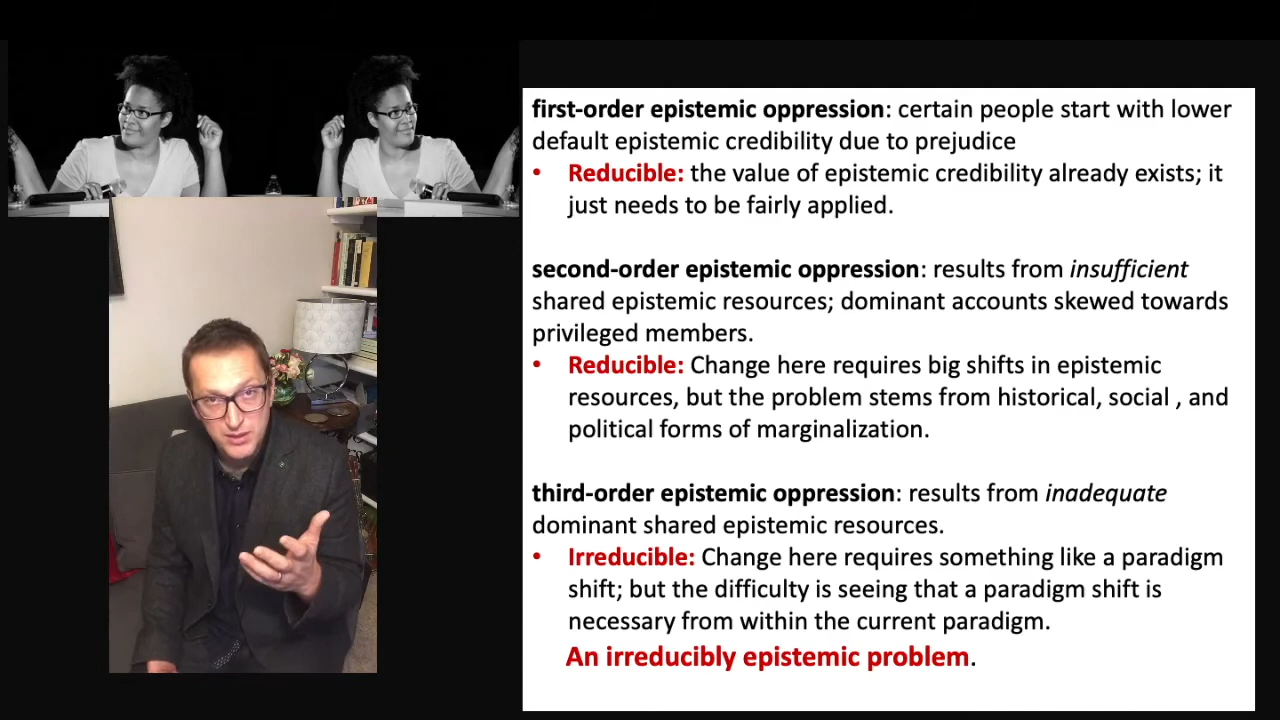 first-order epistemic oppression: certain people start with lower
default epistemic credibility due to prejudice
• Reducible: the value of epistemic credibility already exists; it
just needs to be fairly applied.
second-order epistemic oppression: results from insufficient
shared epistemic resources; dominant accounts skewed towards
privileged members.
• Reducible: Change here requires big shifts in epistemic
resources, but the problem stems from historical, social , and
political forms of marginalization.
third-order epistemic oppression: results from inadequate
dominant shared epistemic resources.
• Irreducible: Change here requires something like a paradigm
shift; but the difficulty is seeing that a paradigm shift is
necessary from within the current paradigm.
An irreducibly epistemic problem.